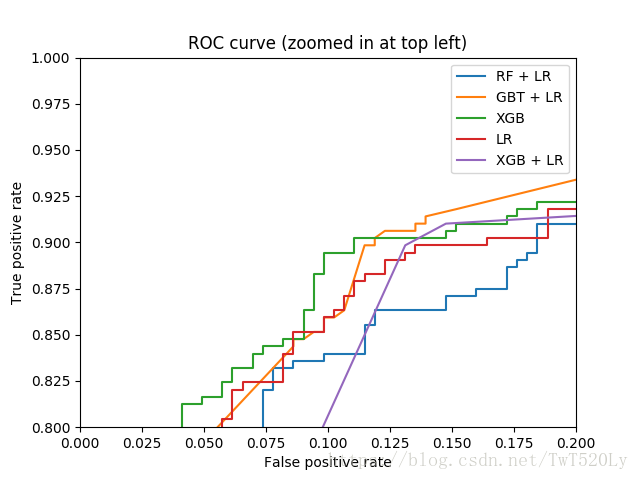 ROC curve (zoomed in at top left)
1.000
0.975
0.950
0.925
0.900
0.875
0.850
0.825
0.800
True positive rate
RF + LR
GBT + LR
XGB
LR
XGB + LR
0.000 0.025 0.050 0.075 0.100 0.125 0.150 0.175 0.200
False positive rate
https://blog.csdn.net/TwT520Ly